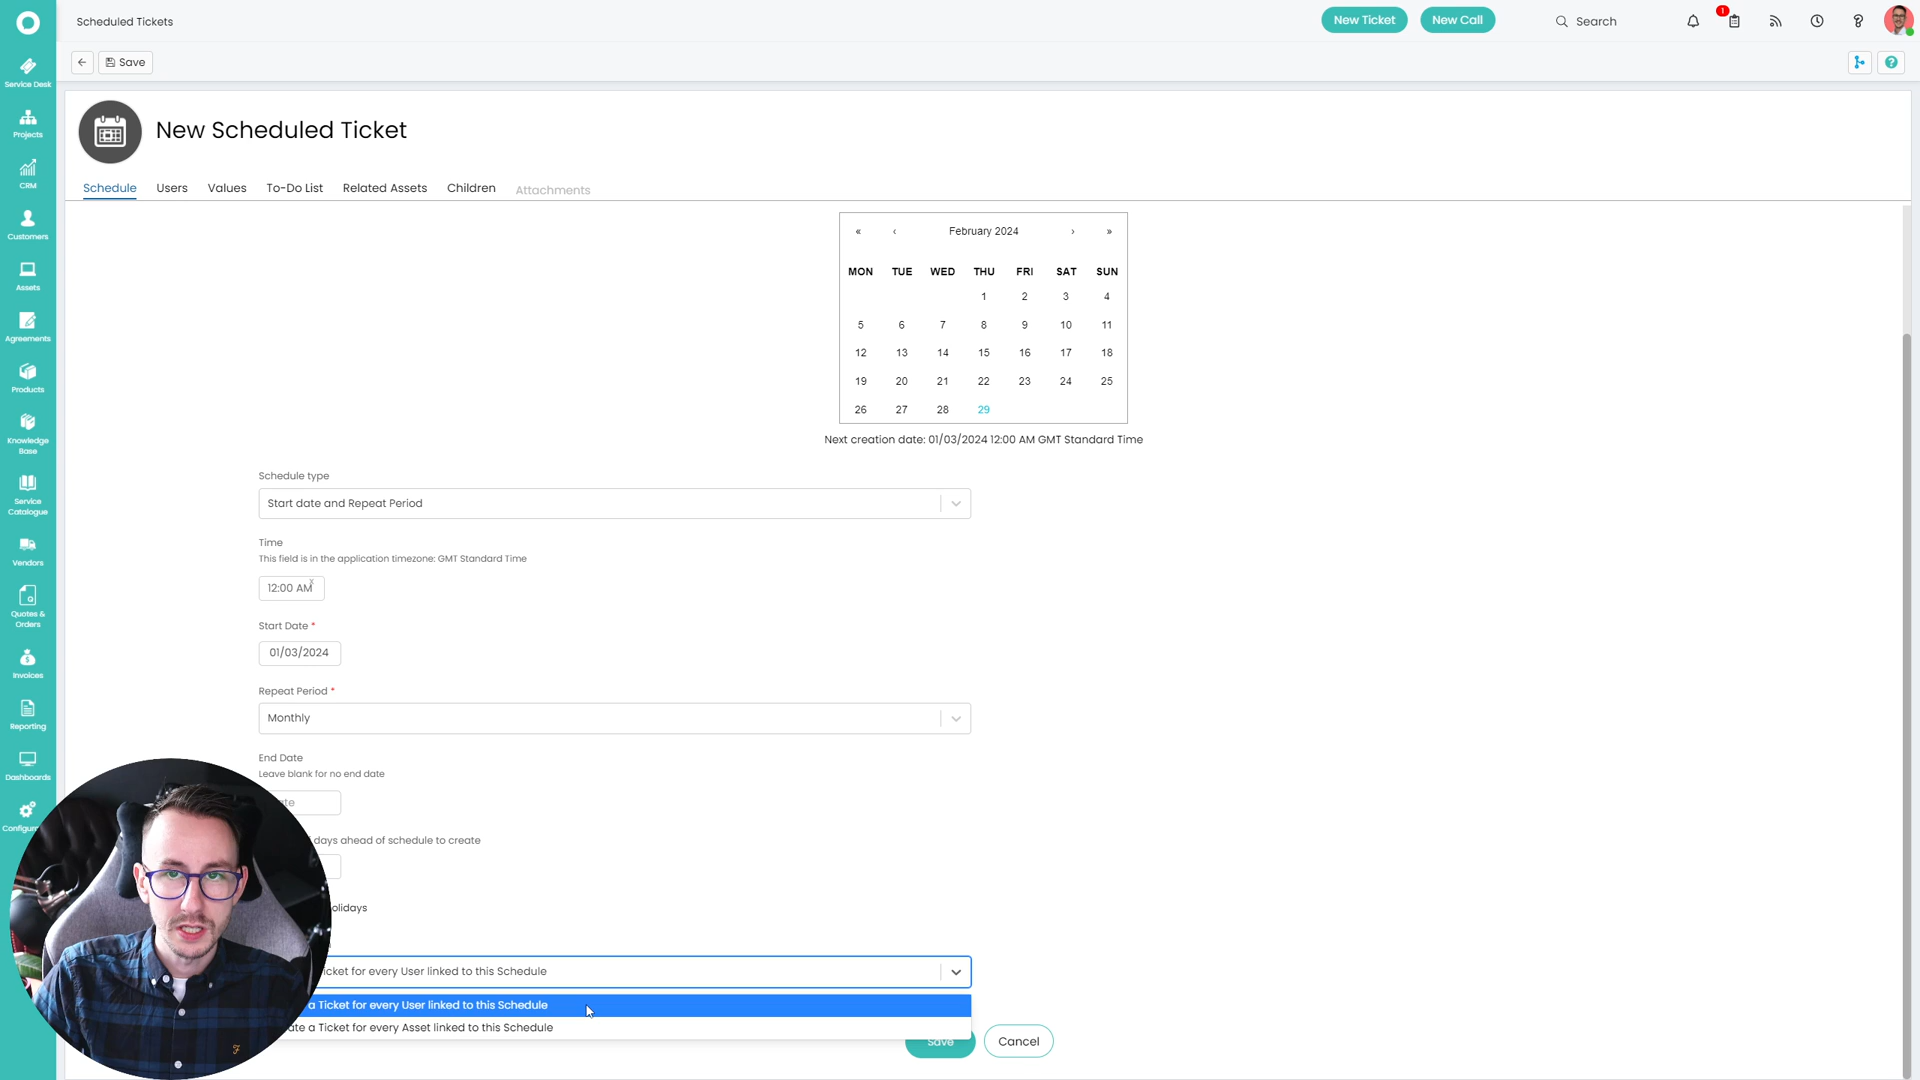 Scheduled Tickets
New Ticket
New Call
Search
1
Save
Service Desk
Projects
CRM
Customers
Assets
Agreements
Products
Knowledge
Base
Service
Catalogue
Vendors
Quotes &
Orders
Invoices
Reporting
Dashboards
New Scheduled Ticket
Schedule
Users
Values
To-Do List
Related Assets
Children
Attachments
« ‹ February 2024 › »
MON TUE WED THU FRI SAT SUN
1 2 3 4
5 6 7 8 9 10 11
12 13 14 15 16 17 18
19 20 21 22 23 24 25
26 27 28 29
Next creation date: 01/03/2024 12:00 AM GMT Standard Time
Schedule type
Start date and Repeat Period
Time
This field is in the application timezone: GMT Standard Time
12:00 AM
x
Start Date *
01/03/2024
Repeat Period *
Monthly
End Date
Leave blank for no end date
days ahead of schedule to create
for every User linked to this Schedule
a Ticket for every User linked to this Schedule
a Ticket for every Asset linked to this Schedule
Save
Cancel